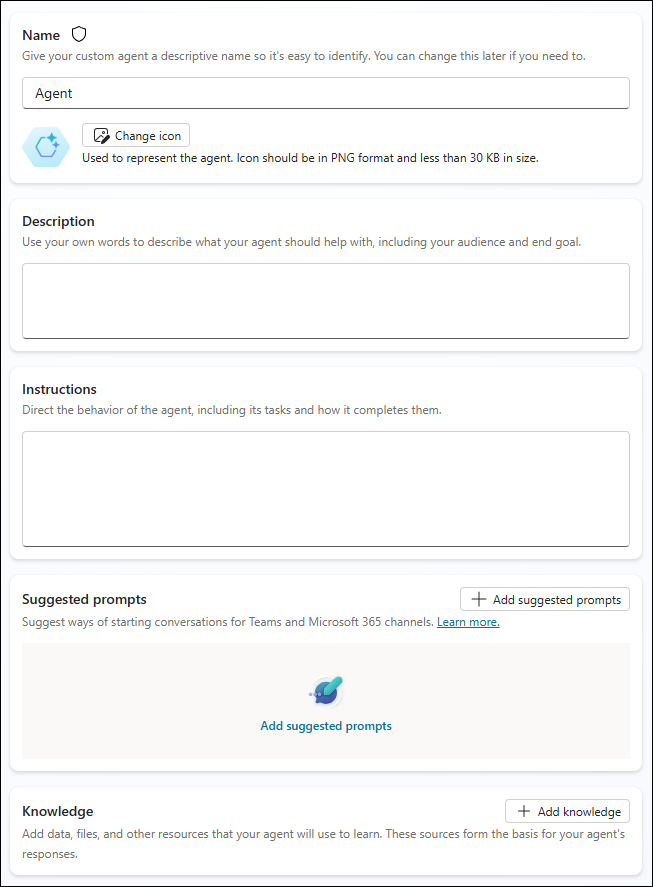 Name
Give your custom agent a descriptive name so it's easy to identify. You can change this later if you need to.
Agent
Change icon
Used to represent the agent. Icon should be in PNG format and less than 30 KB in size.
Description
Use your own words to describe what your agent should help with, including your audience and end goal.
Instructions
Direct the behavior of the agent, including its tasks and how it completes them.
Suggested prompts
Add suggested prompts
Suggest ways of starting conversations for Teams and Microsoft 365 channels. Learn more.
Add suggested prompts
Knowledge
Add knowledge
Add data, files, and other resources that your agent will use to learn. These sources form the basis for your agent's
responses.